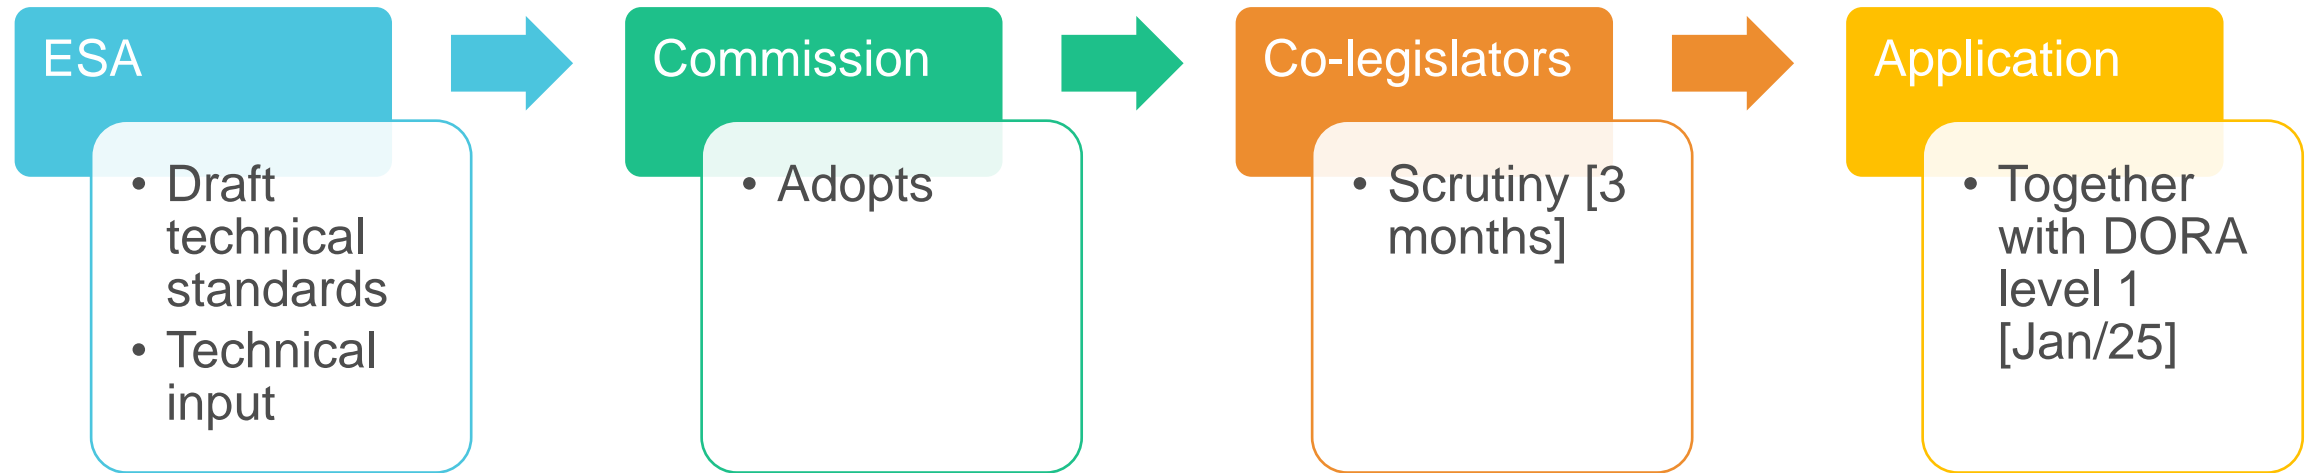 ESA
• Draft
technical
standards
• Technical
input
Commission
• Adopts
Co-legislators
• Scrutiny [3
months]
Application
• Together
with DORA
level 1
[Jan/25]